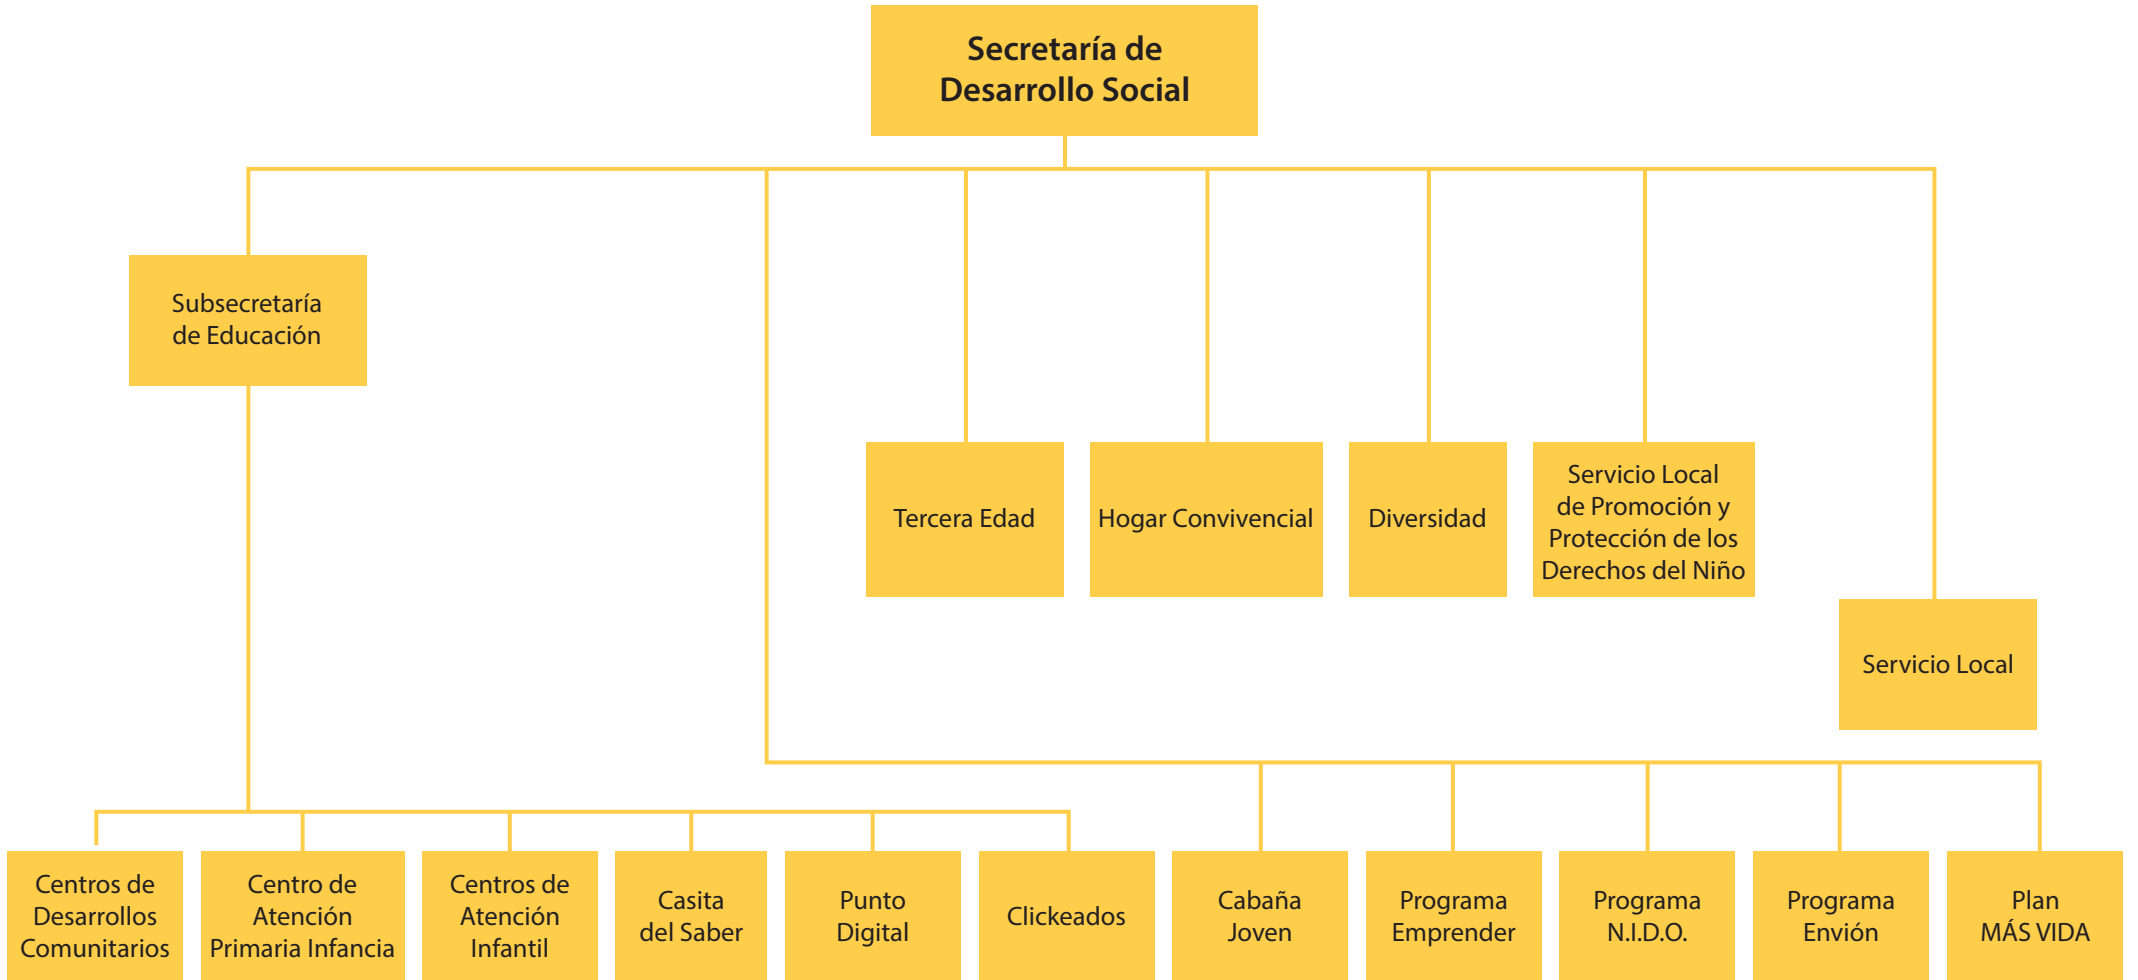 Secretaría de
Desarrollo Social
Subsecretaría
de Educación
Tercera Edad
Hogar Convivencial
Diversidad
Servicio Local
de Promoción y
Protección de los
Derechos del Niño
Servicio Local
Centros de
Desarrollos
Comunitarios
Centro de
Atención
Primaria Infancia
Centros de
Atención
Infantil
Casita
del Saber
Punto
Digital
Clickeados
Cabaña
Joven
Programa
Emprender
Programa
N.I.D.O.
Programa
Envión
Plan
MÁS VIDA